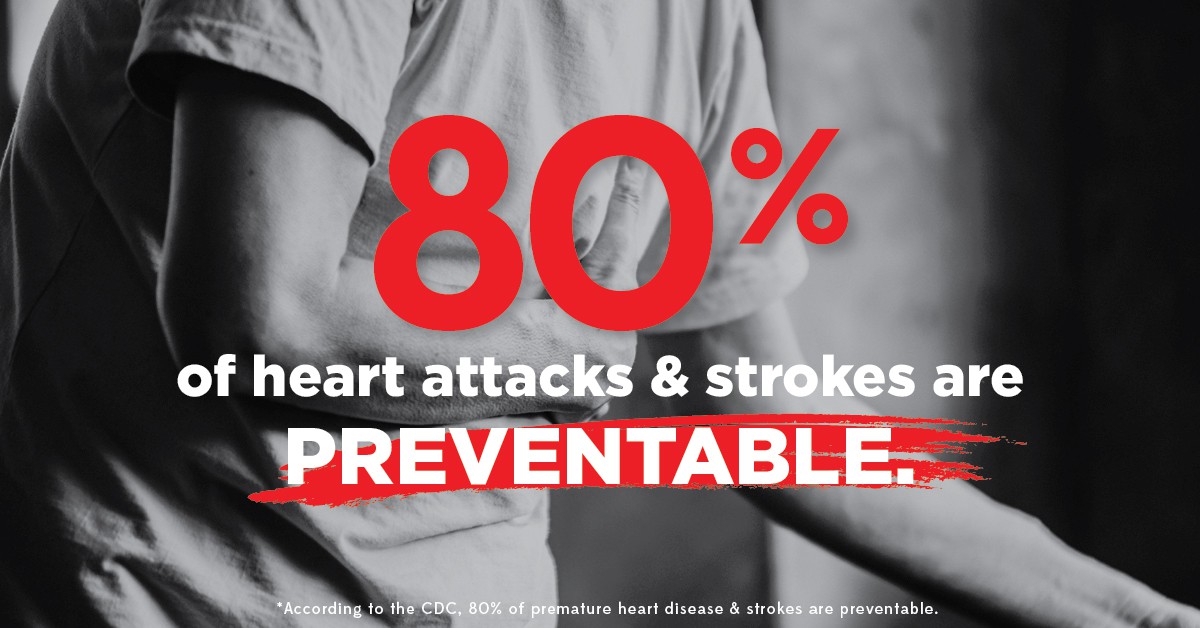 80%
of heart attacks & strokes are
PREVENTABLE.
*According to the CDC, 80% of premature heart disease & strokes are preventable.